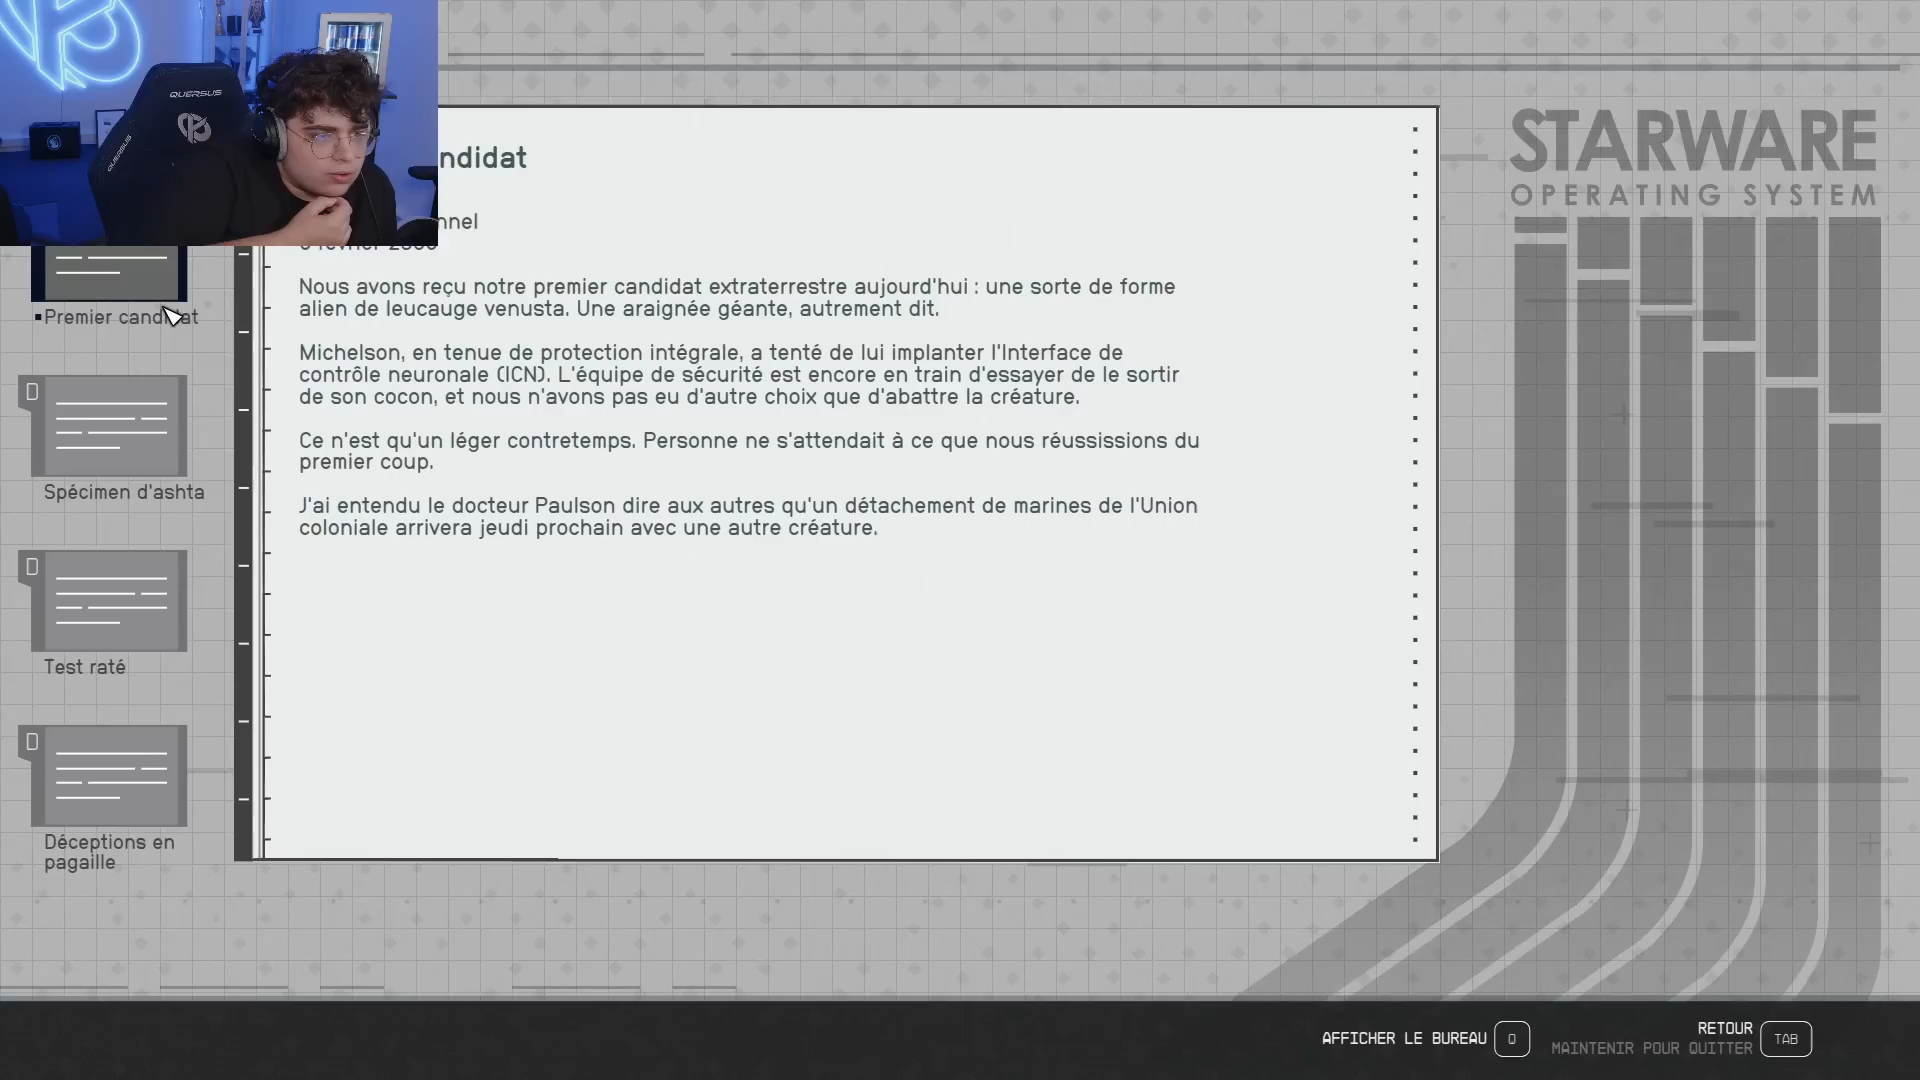 QUERSUS
QUERSUS
ndidat
nnel
Nous avons reçu notre premier candidat extraterrestre aujourd'hui : une sorte de forme
alien de leucauge venusta. Une araignée géante, autrement dit.
Michelson, en tenue de protection intégrale, a tenté de lui implanter l'Interface de
contrôle neuronale (ICN). L'équipe de sécurité est encore en train d'essayer de le sortir
de son cocon, et nous n'avons pas eu d'autre choix que d'abattre la créature.
Ce n'est qu'un léger contretemps. Personne ne s'attendait à ce que nous réussissions du
premier coup.
J'ai entendu le docteur Paulson dire aux autres qu'un détachement de marines de l'Union
coloniale arrivera jeudi prochain avec une autre créature.
Premier candidat
Spécimen d'ashta
Test raté
Déceptions en
pagaille
STARWARE
OPERATING SYSTEM
AFFICHER LE BUREAU Q
RETOUR
MAINTENIR POUR QUITTER
TAB